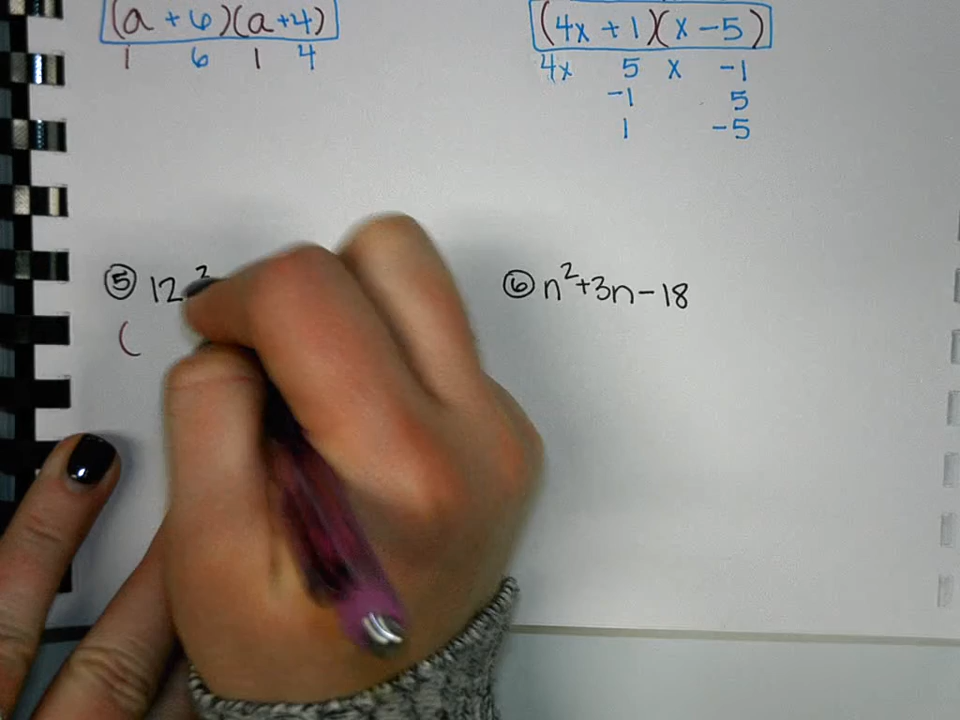 (a + 6)(a + 4)
1 6 1 4
(4x + 1)(x - 5)
4x 5 x -1
-1 5
1 -5
⑤ 12 ²
(
⑥ n² + 3n - 18